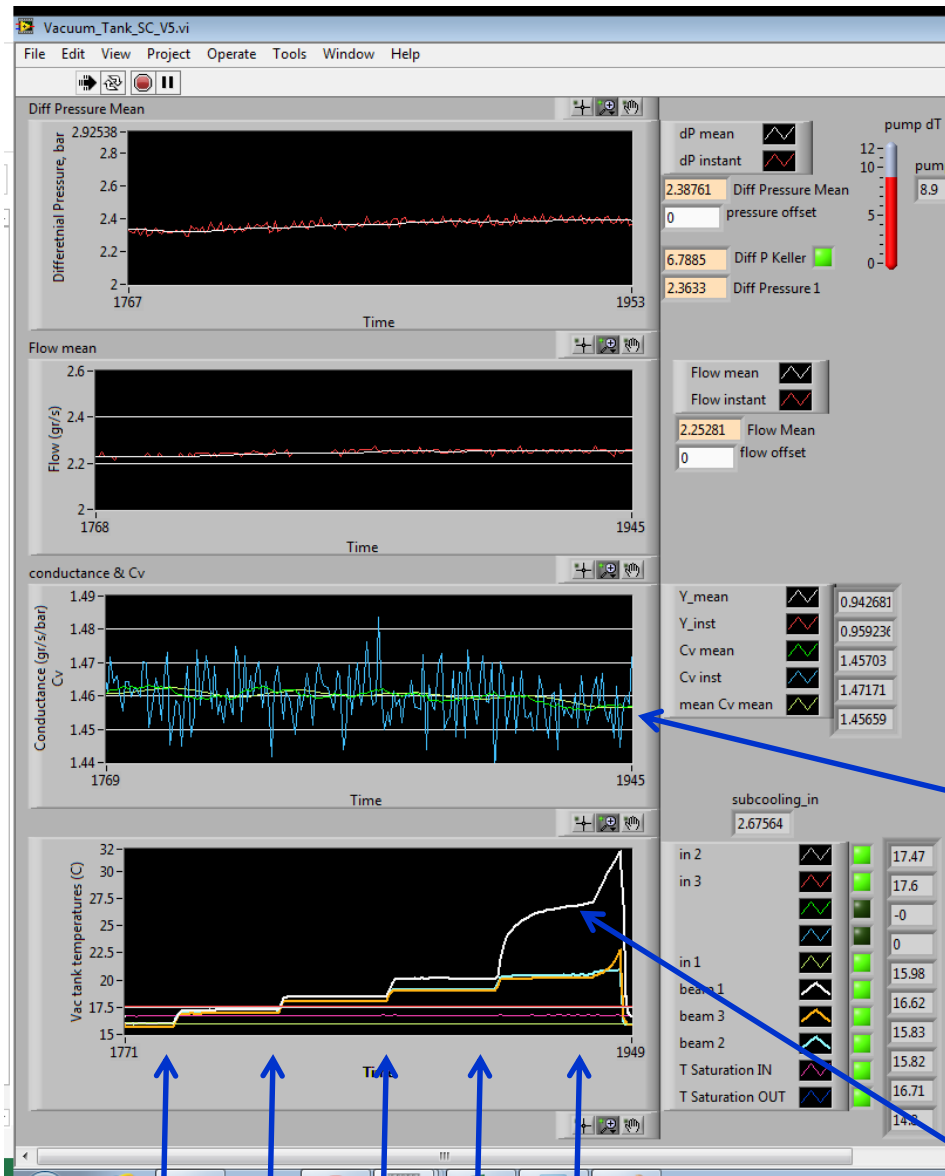 Vacuum_Tank_SC_V5.vi
File Edit View Project Operate Tools Window Help
Diff Pressure Mean
Differetnial Pressure, bar
2.92538
2.8
2.6
2.4
2.2
2
1767
1953
Time
dP mean
dP instant
2.38761 Diff Pressure Mean
0 pressure offset
6.7885 Diff P Keller
2.3633 Diff Pressure 1
pump dT
12
10
5
0
pum
8.9
Flow mean
Flow (gr/s)
2.6
2.4
2.2
2
1768
1945
Time
Flow mean
Flow instant
2.25281 Flow Mean
0 flow offset
conductance & Cv
Conductance (gr/s/bar)
Cv
1.49
1.48
1.47
1.46
1.45
1.44
1769
1945
Time
Y_mean 0.942681
Y_inst 0.959236
Cv mean 1.45703
Cv inst 1.47171
mean Cv mean 1.45659
subcooling_in
2.67564
Vac tank temperatures (C)
32
30
27.5
25
22.5
20
17.5
15
1771
1949
Time
in 2 17.47
in 3 17.6
-0
0
in 1 15.98
beam 1 16.62
beam 3 15.83
beam 2 15.82
T Saturation IN 16.71
T Saturation OUT